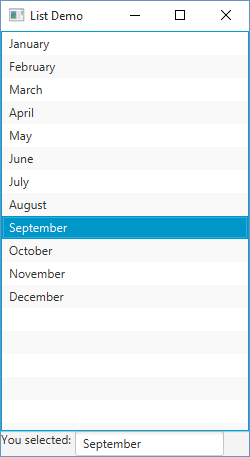 List Demo
January
February
March
April
May
June
July
August
September
October
November
December
You selected: September